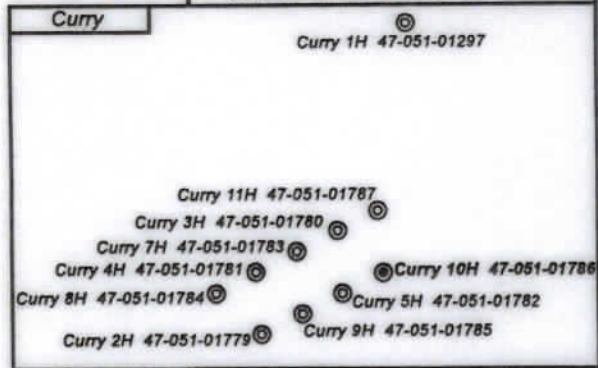 Curry
Curry 1H 47-051-01297
Curry 11H 47-051-01787
Curry 3H 47-051-01780
Curry 7H 47-051-01783
Curry 4H 47-051-01781
Curry 10H 47-051-01786
Curry 8H 47-051-01784
Curry 5H 47-051-01782
Curry 9H 47-051-01785
Curry 2H 47-051-01779